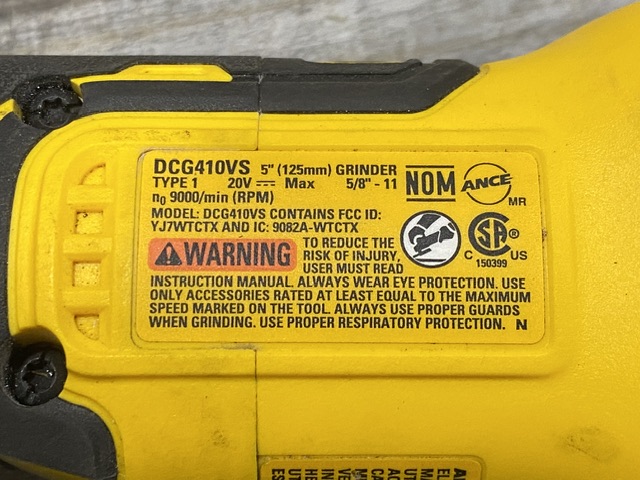 DCG410VS 5" (125mm) GRINDER
TYPE 1 20V Max 5/8" - 11
n0 9000/min (RPM)
NOM ANCE MR
MODEL: DCG410VS CONTAINS FCC ID:
YJ7WTCTX AND IC: 9082A-WTCTX
WARNING
TO REDUCE THE
RISK OF INJURY,
USER MUST READ
SA ®
C US
150399
INSTRUCTION MANUAL. ALWAYS WEAR EYE PROTECTION. USE
ONLY ACCESSORIES RATED AT LEAST EQUAL TO THE MAXIMUM
SPEED MARKED ON THE TOOL. ALWAYS USE PROPER GUARDS
WHEN GRINDING. USE PROPER RESPIRATORY PROTECTION. N